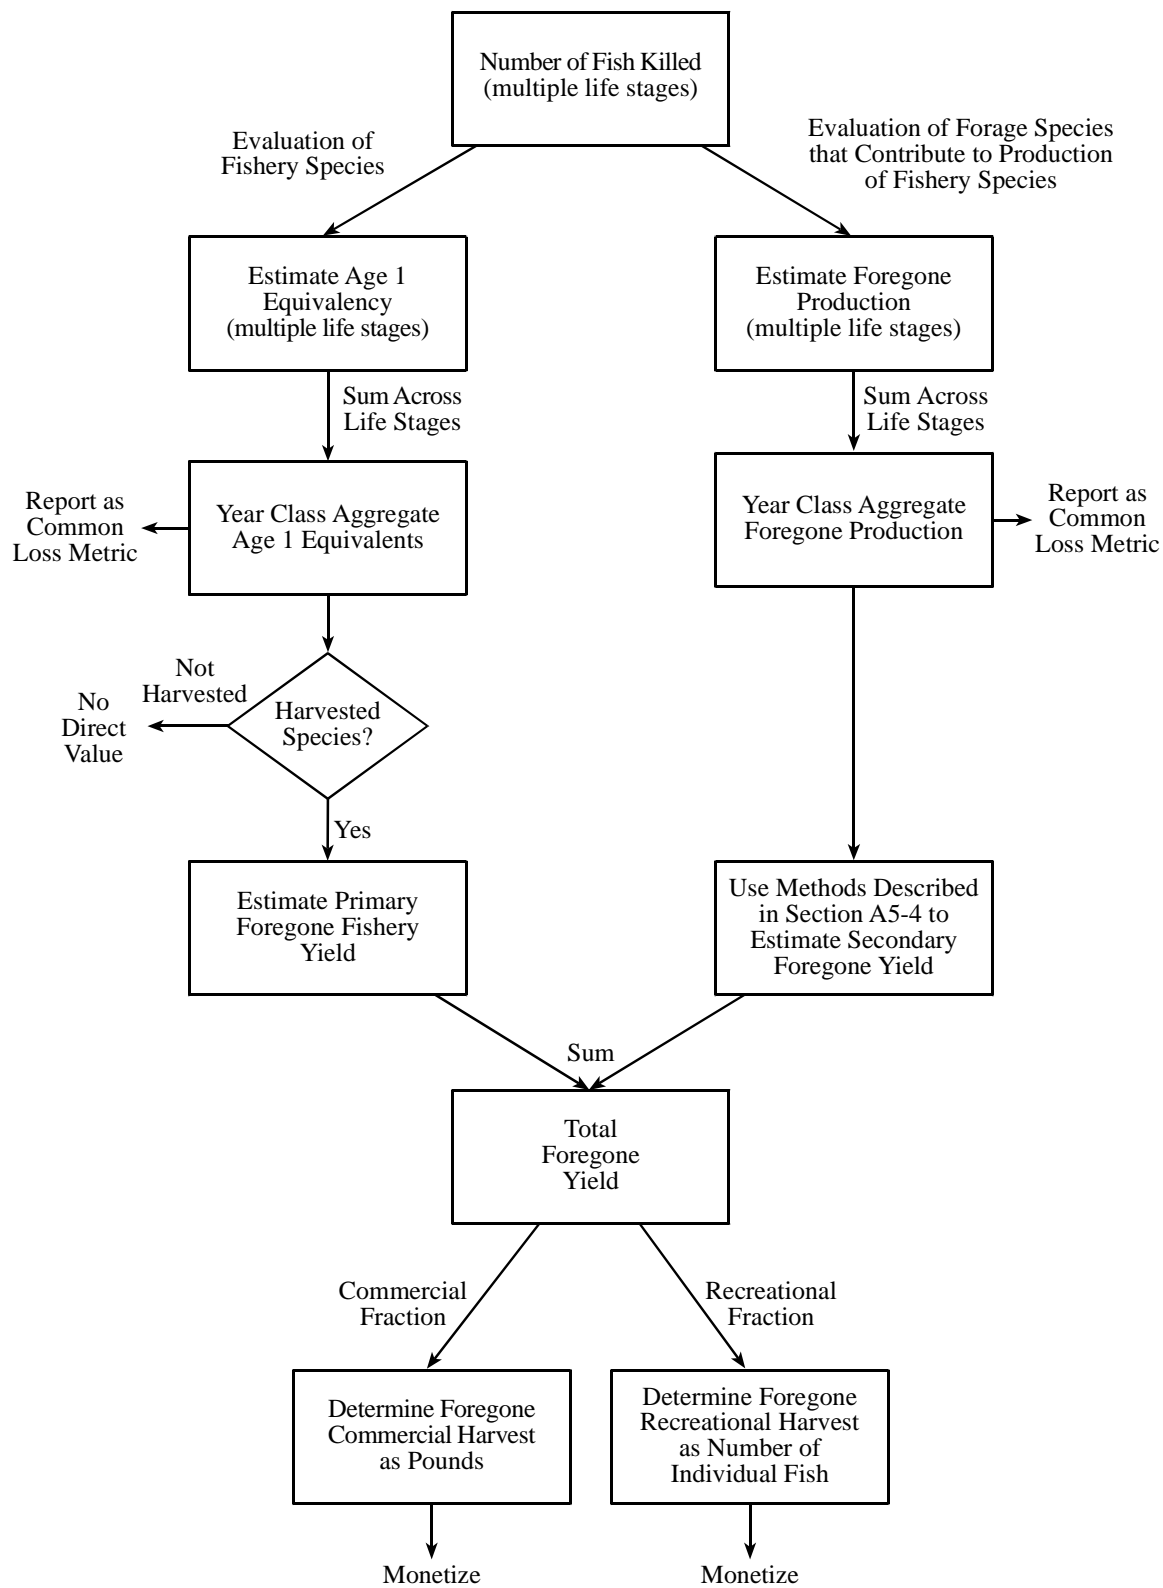 Number of Fish Killed
(multiple life stages)
Evaluation of
Fishery Species
Evaluation of Forage Species
that Contribute to Production
of Fishery Species
Estimate Age 1
Equivalency
(multiple life stages)
Estimate Foregone
Production
(multiple life stages)
Sum Across
Life Stages
Sum Across
Life Stages
Report as
Common
Loss Metric
Year Class Aggregate
Age 1 Equivalents
Year Class Aggregate
Foregone Production
Report as
Common
Loss Metric
Not
Harvested
No
Direct
Value
Harvested
Species?
Yes
Estimate Primary
Foregone Fishery
Yield
Use Methods Described
in Section A5-4 to
Estimate Secondary
Foregone Yield
Sum
Total
Foregone
Yield
Commercial
Fraction
Recreational
Fraction
Determine Foregone
Commercial Harvest
as Pounds
Determine Foregone
Recreational Harvest
as Number of
Individual Fish
Monetize
Monetize